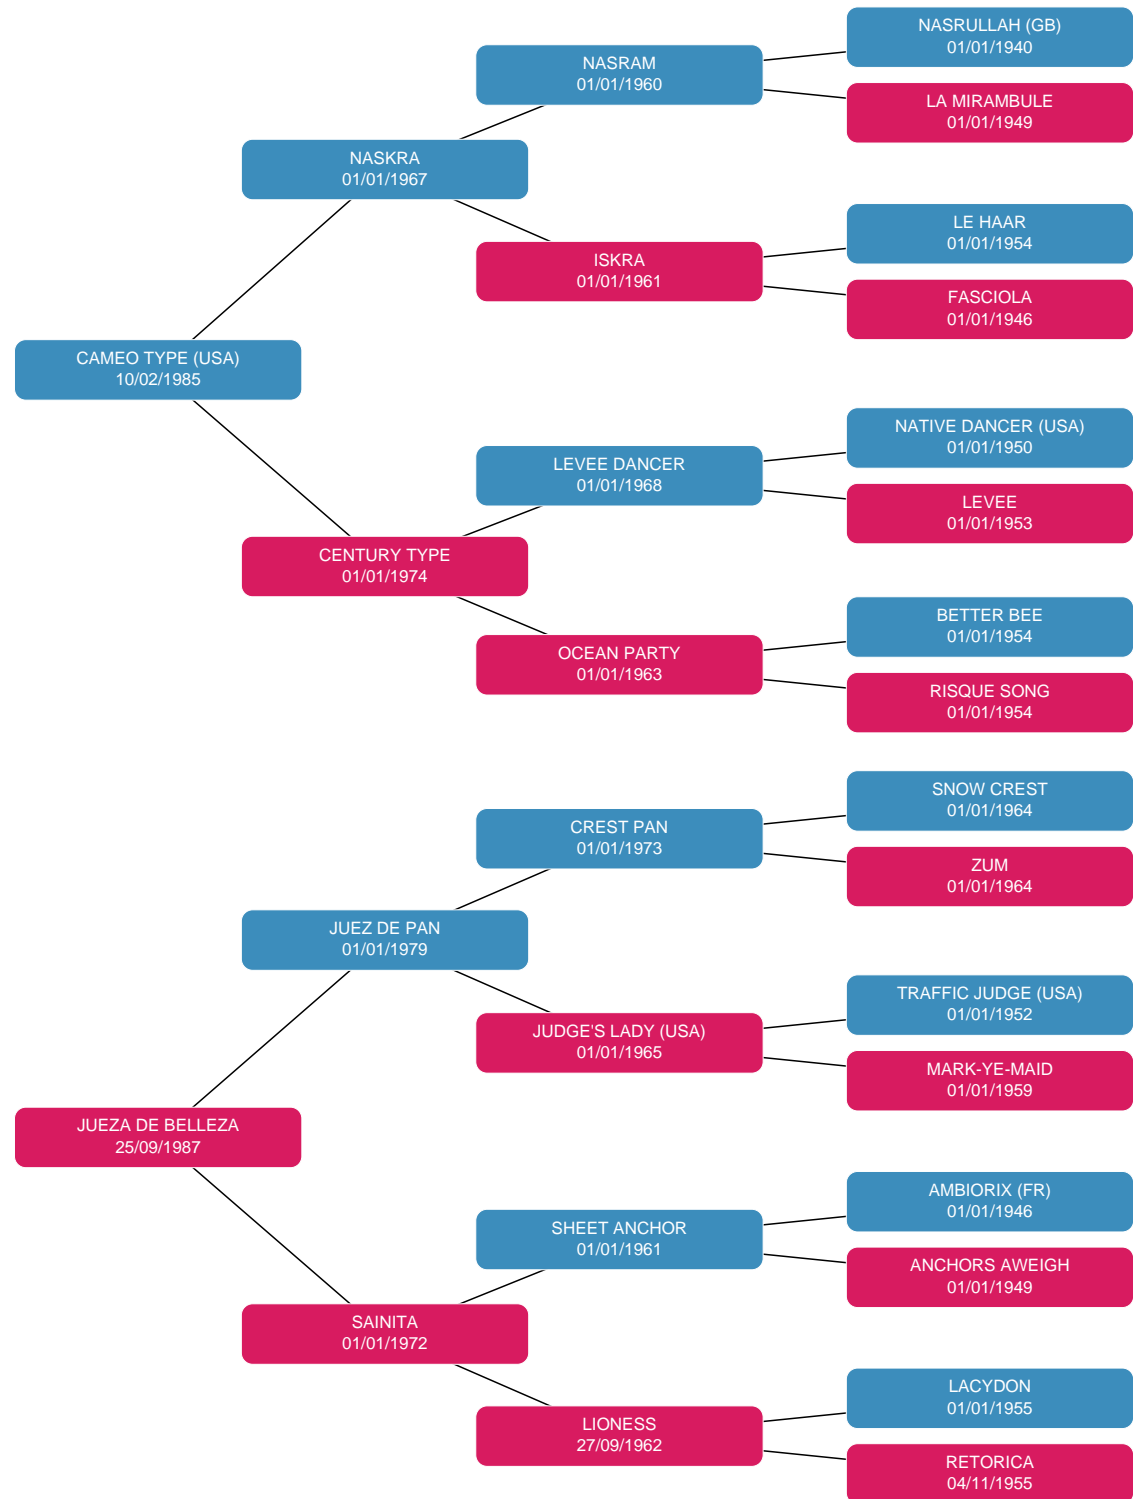 NASRULLAH (GB)
01/01/1940
NASRAM
01/01/1960
LA MIRAMBULE
01/01/1949
NASKRA
01/01/1967
LE HAAR
01/01/1954
ISKRA
01/01/1961
FASCIOLA
01/01/1946
CAMEO TYPE (USA)
10/02/1985
NATIVE DANCER (USA)
01/01/1950
LEVEE DANCER
01/01/1968
LEVEE
01/01/1953
CENTURY TYPE
01/01/1974
BETTER BEE
01/01/1954
OCEAN PARTY
01/01/1963
RISQUE SONG
01/01/1954
SNOW CREST
01/01/1964
CREST PAN
01/01/1973
ZUM
01/01/1964
JUEZ DE PAN
01/01/1979
TRAFFIC JUDGE (USA)
01/01/1952
JUDGE'S LADY (USA)
01/01/1965
MARK-YE-MAID
01/01/1959
JUEZA DE BELLEZA
25/09/1987
AMBIORIX (FR)
01/01/1946
SHEET ANCHOR
01/01/1961
ANCHORS AWEIGH
01/01/1949
SAINITA
01/01/1972
LACYDON
01/01/1955
LIONESS
27/09/1962
RETORICA
04/11/1955